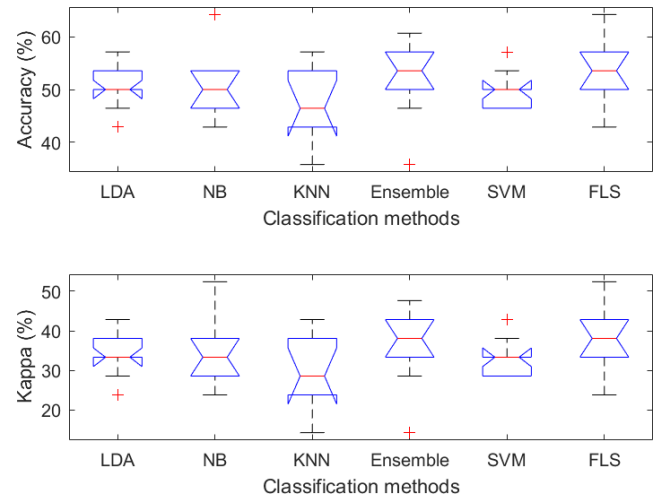 Accuracy (%)
60
50
40
LDA NB KNN Ensemble SVM FLS
Classification methods
Kappa (%)
50
40
30
20
LDA NB KNN Ensemble SVM FLS
Classification methods